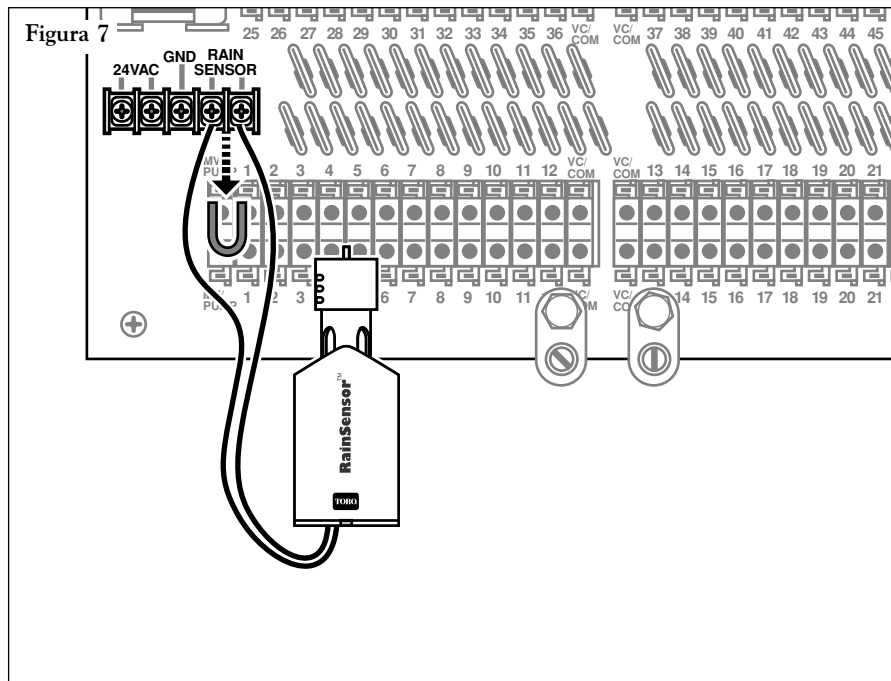 Figura 7
25 26 27 28 29 30 31 32 33 34 35 36 VC/COM VC/COM 37 38 39 40 41 42 43 44 45
24VAC GND RAIN SENSOR
PUMP 1 2 3 4 5 6 7 8 9 10 11 12 VC/COM VC/COM 13 14 15 16 17 18 19 20 21
1 2 3 6 7 8 9 10 11 14 15 16 17 18 19 20 21
RainSensor™
TORO